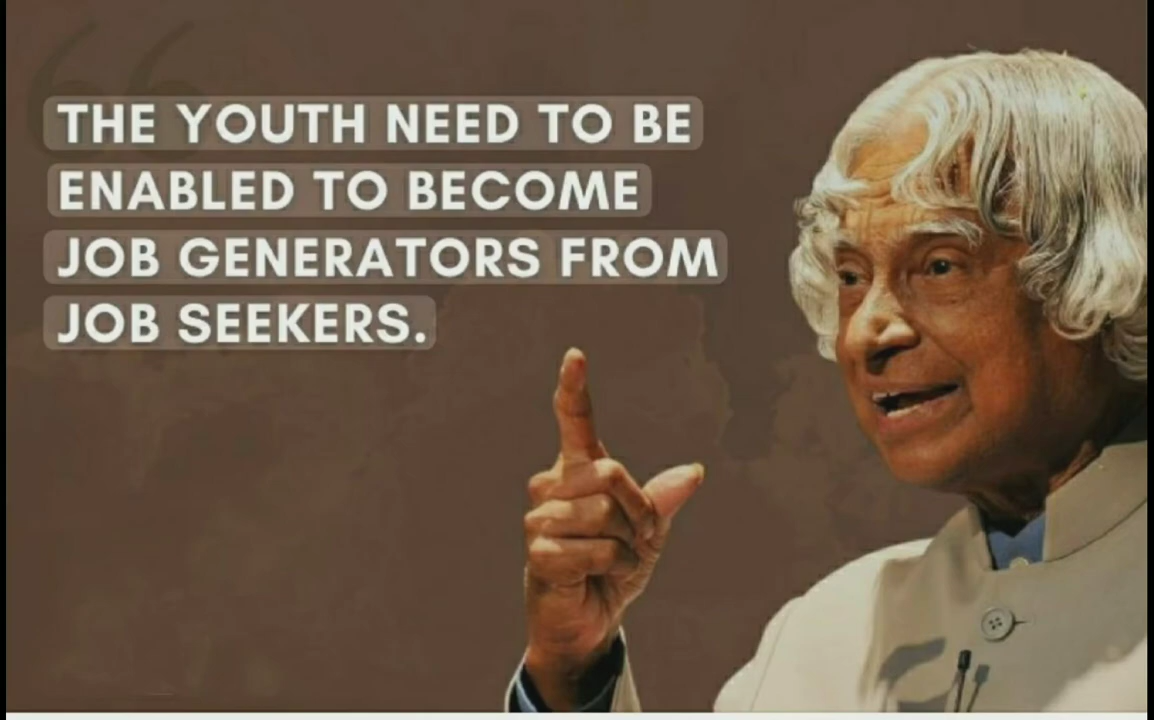 THE YOUTH NEED TO BE
ENABLED TO BECOME
JOB GENERATORS FROM
JOB SEEKERS.